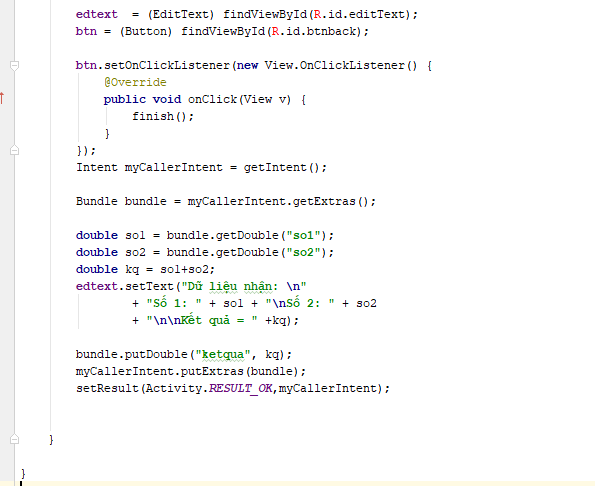 edtext  = (EditText) findViewById(R.id.editText);
btn = (Button) findViewById(R.id.btnback);
btn.setOnClickListener(new View.OnClickListener() {
@Override
public void onClick(View v) {
finish();
}
});
Intent myCallerIntent = getIntent();
Bundle bundle = myCallerIntent.getExtras();
double so1 = bundle.getDouble("so1");
double so2 = bundle.getDouble("so2");
double kq = so1+so2;
edtext.setText("Dữ liệu nhận: \n"
+ "Số 1: " + so1 + "\nSố 2: " + so2
+ "\n\nKết quả = " +kq);
bundle.putDouble("ketqua", kq);
myCallerIntent.putExtras(bundle);
setResult(Activity.RESULT_OK,myCallerIntent);
}
}